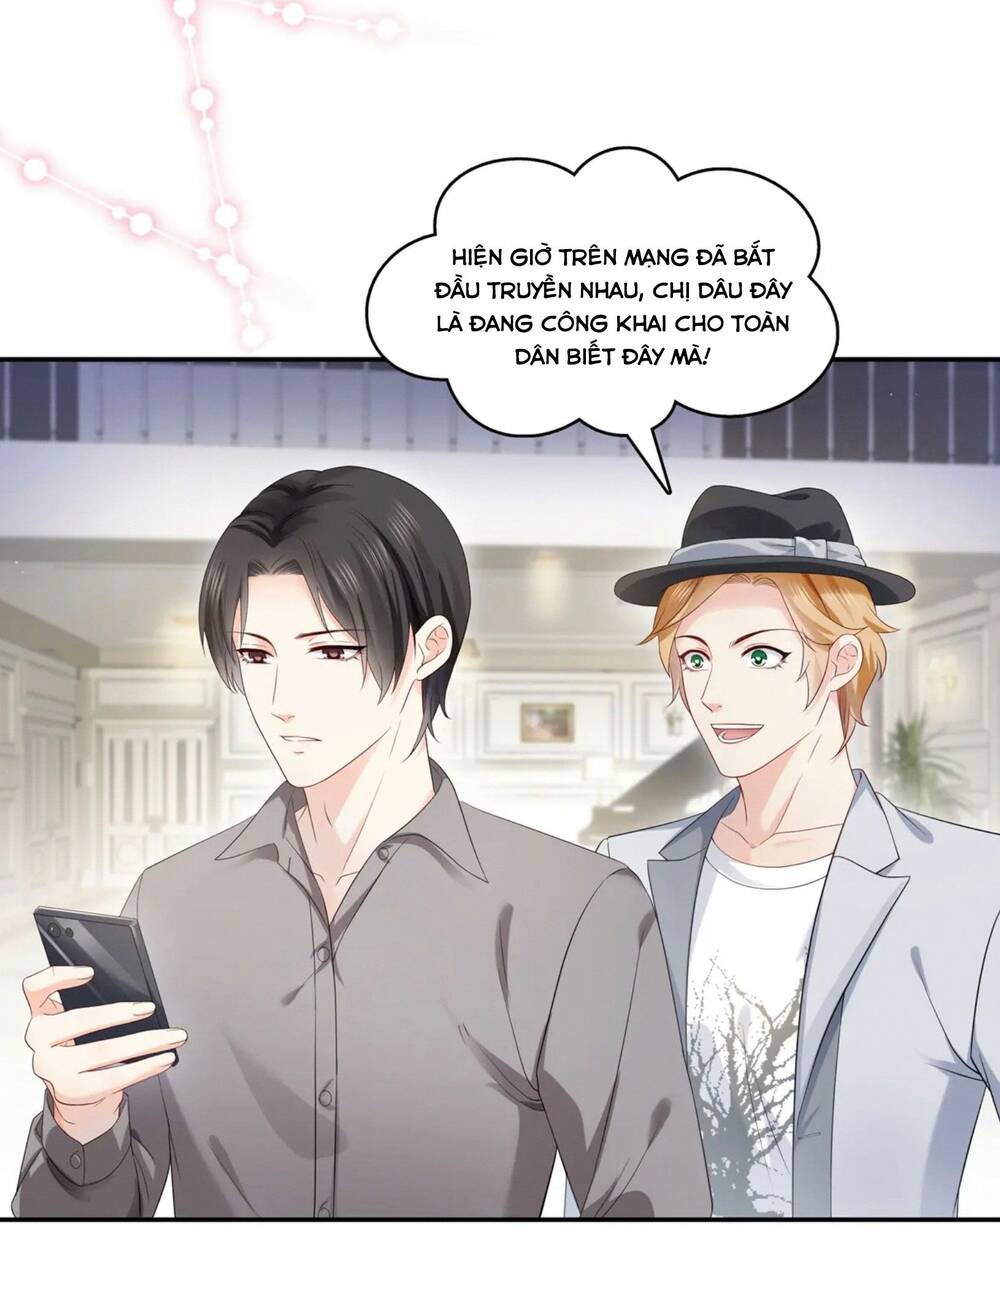 HIỆN GIỜ TRÊN MẠNG ĐÃ BẮT
ĐẦU TRUYỀN NHAU, CHỊ DÂU ĐÂY
LÀ ĐANG CÔNG KHAI CHO TOÀN
DÂN BIẾT ĐÂY MÀ!